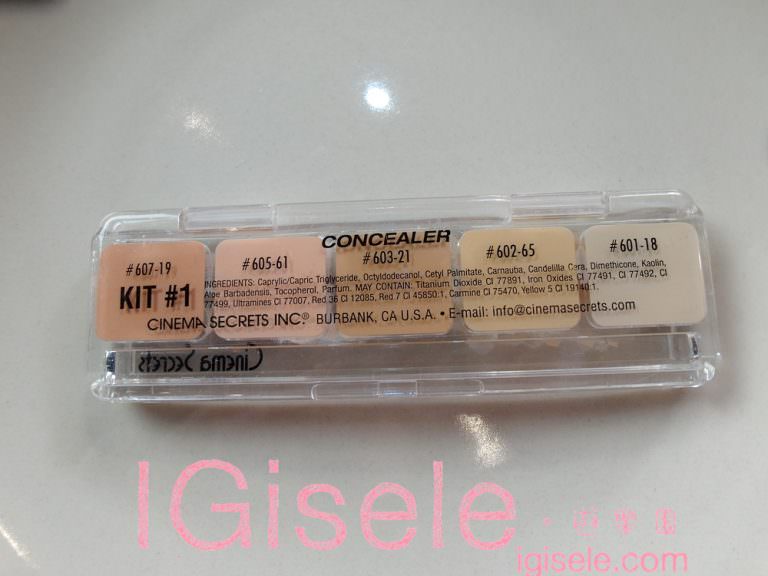 CONCEALER
#607-19 #605-61 #603-21 #602-65 #601-18
KIT #1
INGREDIENTS: Caprylic/Capric Triglyceride, Octyldodecanol, Cetyl Palmitate, Carnauba, Candelilla Cera, Dimethicone, Kaolin,
Aloe Barbadensis, Tocopherol, Parfum. MAY CONTAIN: Titanium Dioxide CI 77891, Iron Oxides CI 77491, CI 77492, CI
77499, Ultramines CI 77007, Red 36 CI 12085, Red 7 CI 45850:1, Carmine CI 75470, Yellow 5 CI 19140:1.
CINEMA SECRETS INC.® BURBANK, CA U.S.A. • E-mail: info@cinemasecrets.com
Cinema Secrets
IGisele
igisele.com